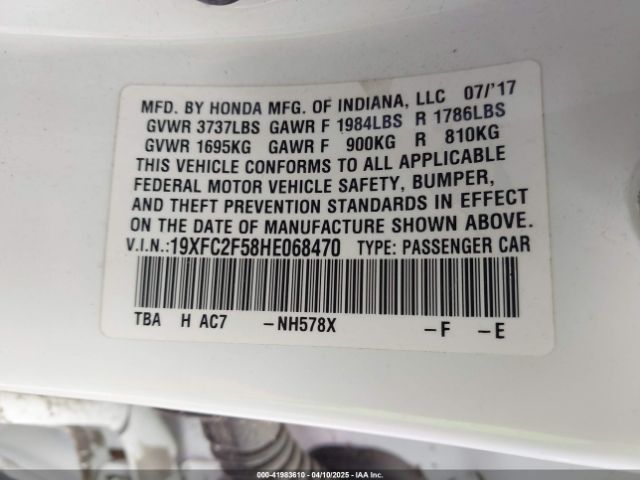 MFD. BY HONDA MFG. OF INDIANA, LLC 07/'17
GVWR 3737LBS GAWR F 1984LBS R 1786LBS
GVWR 1695KG GAWR F 900KG R 810KG
THIS VEHICLE CONFORMS TO ALL APPLICABLE
FEDERAL MOTOR VEHICLE SAFETY, BUMPER,
AND THEFT PREVENTION STANDARDS IN EFFECT
ON THE DATE OF MANUFACTURE SHOWN ABOVE.
V.I.N.:19XFC2F58HE068470 TYPE: PASSENGER CAR
TBA H AC7 -NH578X -F -E
000-41983610 - 04/10/2025 - IAAI.COM